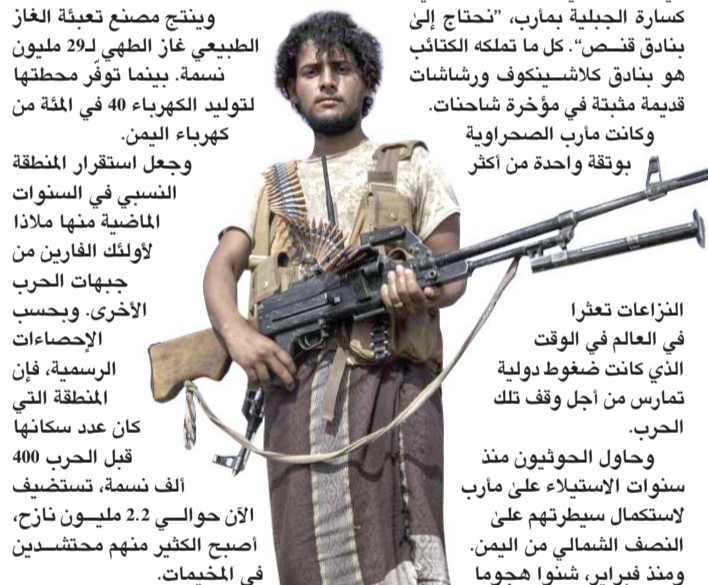 كسارة الجبلية بمأرب، ”نحتاج إلى
بنادق قنـص“. كل ما تملكه الكتائب
هو بنادق كلاشـينكوف ورشاشات
قديمة مثبتة في مؤخرة شاحنات.
وكانت مأرب الصحراوية
بوتقة واحدة من أكثر
النزاعات تعثرا
في العالم في الوقت
الذي كانت ضغوط دولية
تمارس من أجل وقف تلك
الحرب.
وحاول الحوثيون منذ
سنوات الاستيلاء على مأرب
لاستكمال سيطرتهم على
النصف الشمالي من اليمن.
ومنذ فبراير، شنوا هجوما
وينتج مصنع تعبئة الغاز
الطبيعي غاز الطهي لـ29 مليون
نسمة. بينما توفّر محطتها
لتوليد الكهرباء 40 في المئة من
كهرباء اليمن.
وجعل استقرار المنطقة
النسبي في السنوات
الماضية منها ملاذا
لأولئك الفارين من
جبهات الحرب
الأخرى. وبحسب
الإحصاءات
الرسمية، فإن
المنطقة التي
كان عدد سكانها
قبل الحرب 400
ألف نسمة، تستضيف
الآن حوالـي 2.2 مليـون نازح،
أصبح الكثير منهم محتشـدين
في المخيمات.